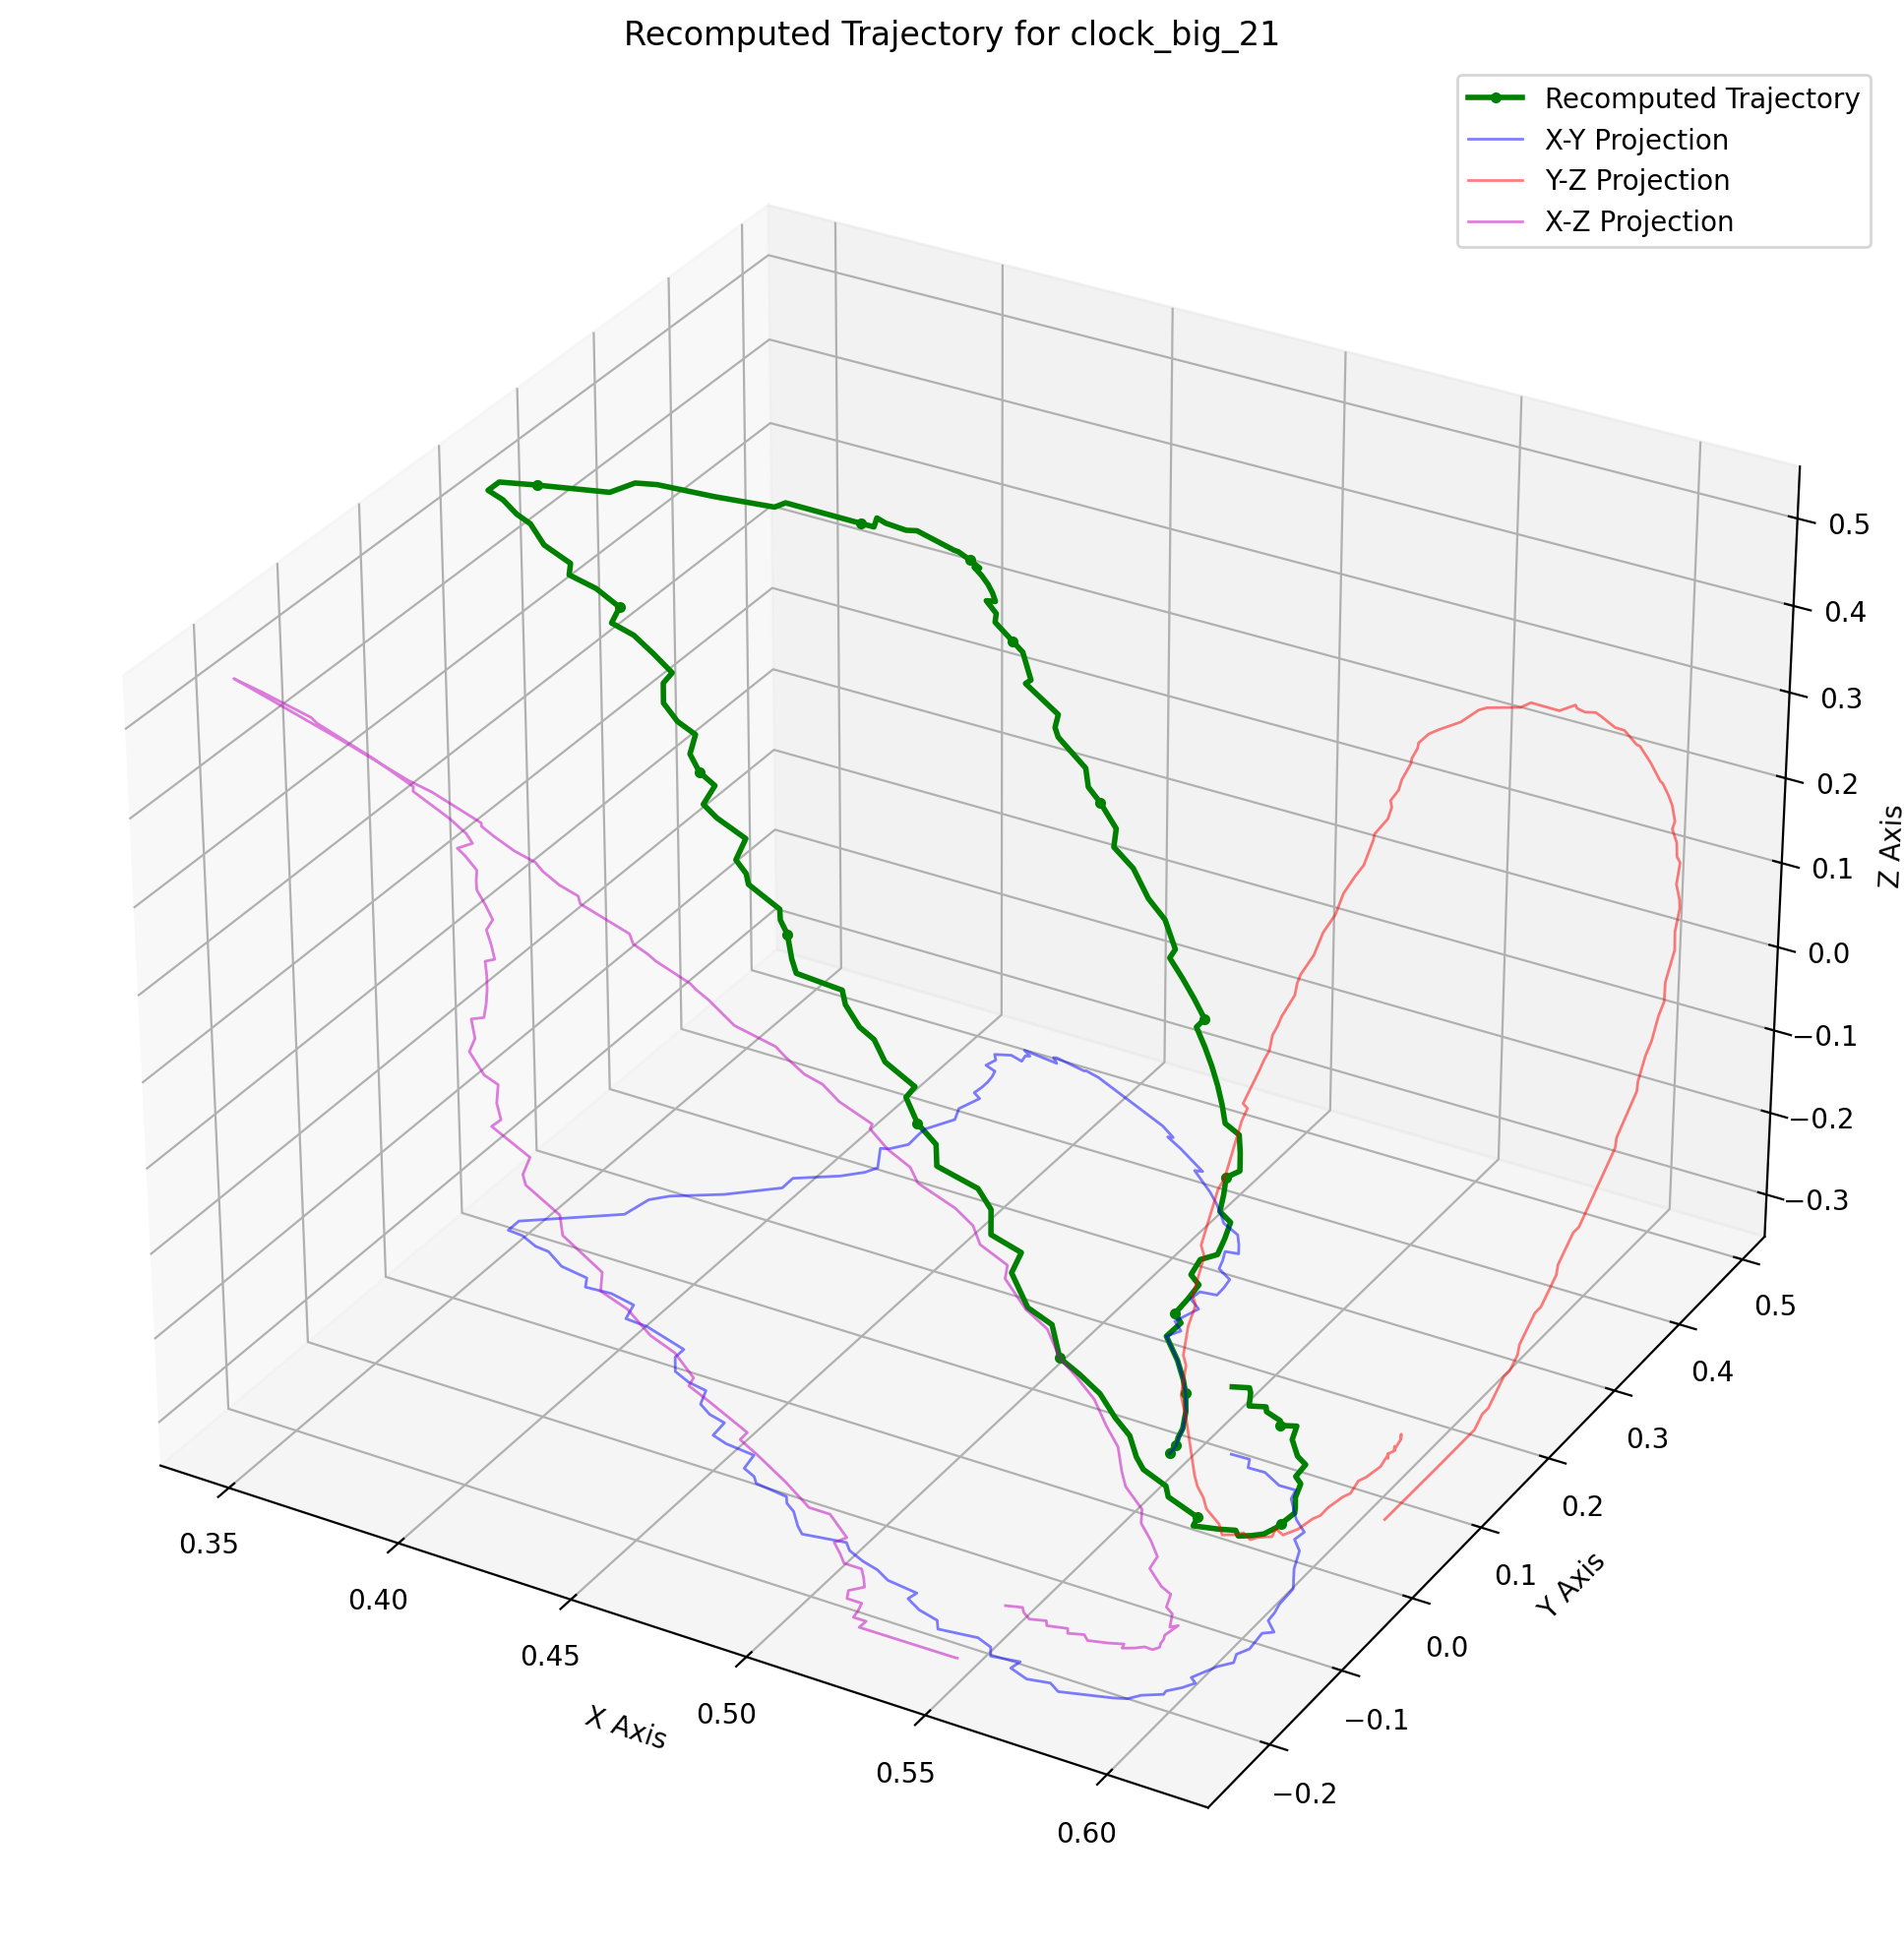 Recomputed Trajectory for clock_big_21
Recomputed Trajectory
X-Y Projection
Y-Z Projection
X-Z Projection
0.5
0.4
0.3
0.2
0.1
0.0
−0.1
−0.2
−0.3
Z Axis
0.5
0.4
0.3
0.2
0.1
0.0
−0.1
−0.2
Y Axis
0.35
0.40
0.45
0.50
0.55
0.60
X Axis